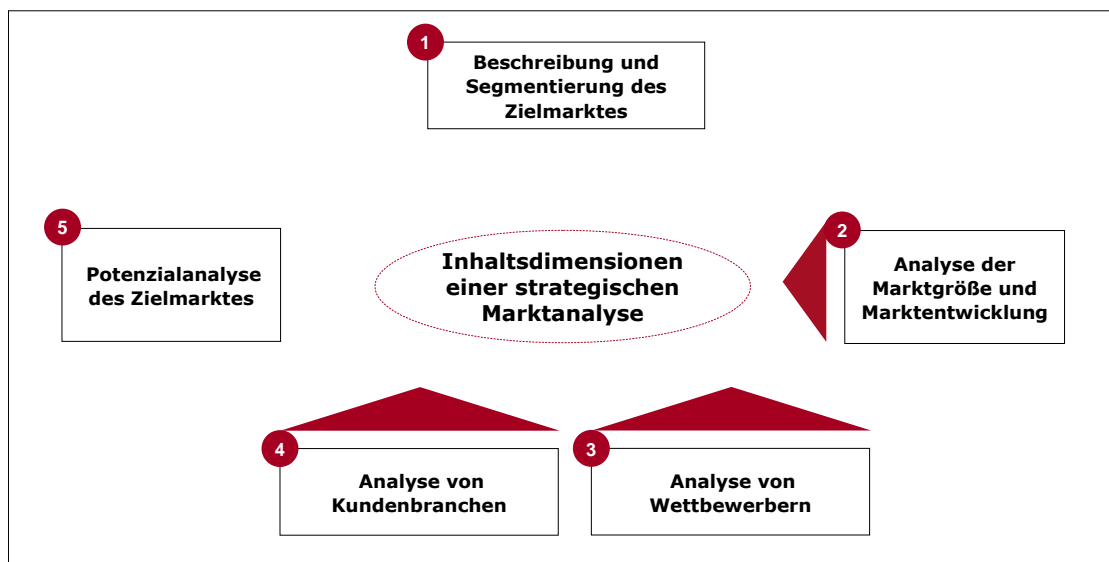 1
Beschreibung und
Segmentierung des
Zielmarktes
2
Analyse der
Marktgröße und
Marktentwicklung
3
Analyse von
Wettbewerbern
4
Analyse von
Kundenbranchen
5
Potenzialanalyse
des Zielmarktes
Inhaltsdimensionen
einer strategischen
Marktanalyse